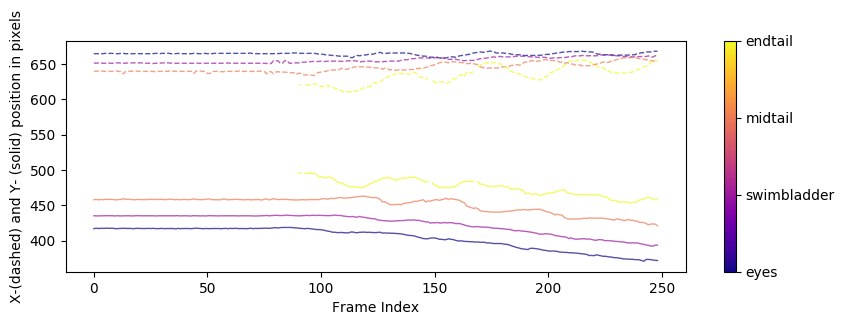 X-(dashed) and Y- (solid) position in pixels
650
600
550
500
450
400
0 50 100 150 200 250
Frame Index
endtail
midtail
swimbladder
eyes